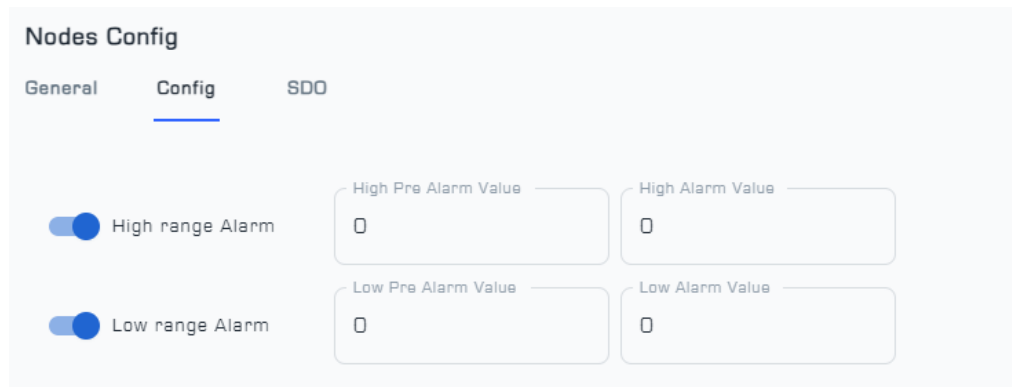 Nodes Config
General Config SDO
High Pre Alarm Value High Alarm Value
High range Alarm 0 0
Low Pre Alarm Value Low Alarm Value
Low range Alarm 0 0